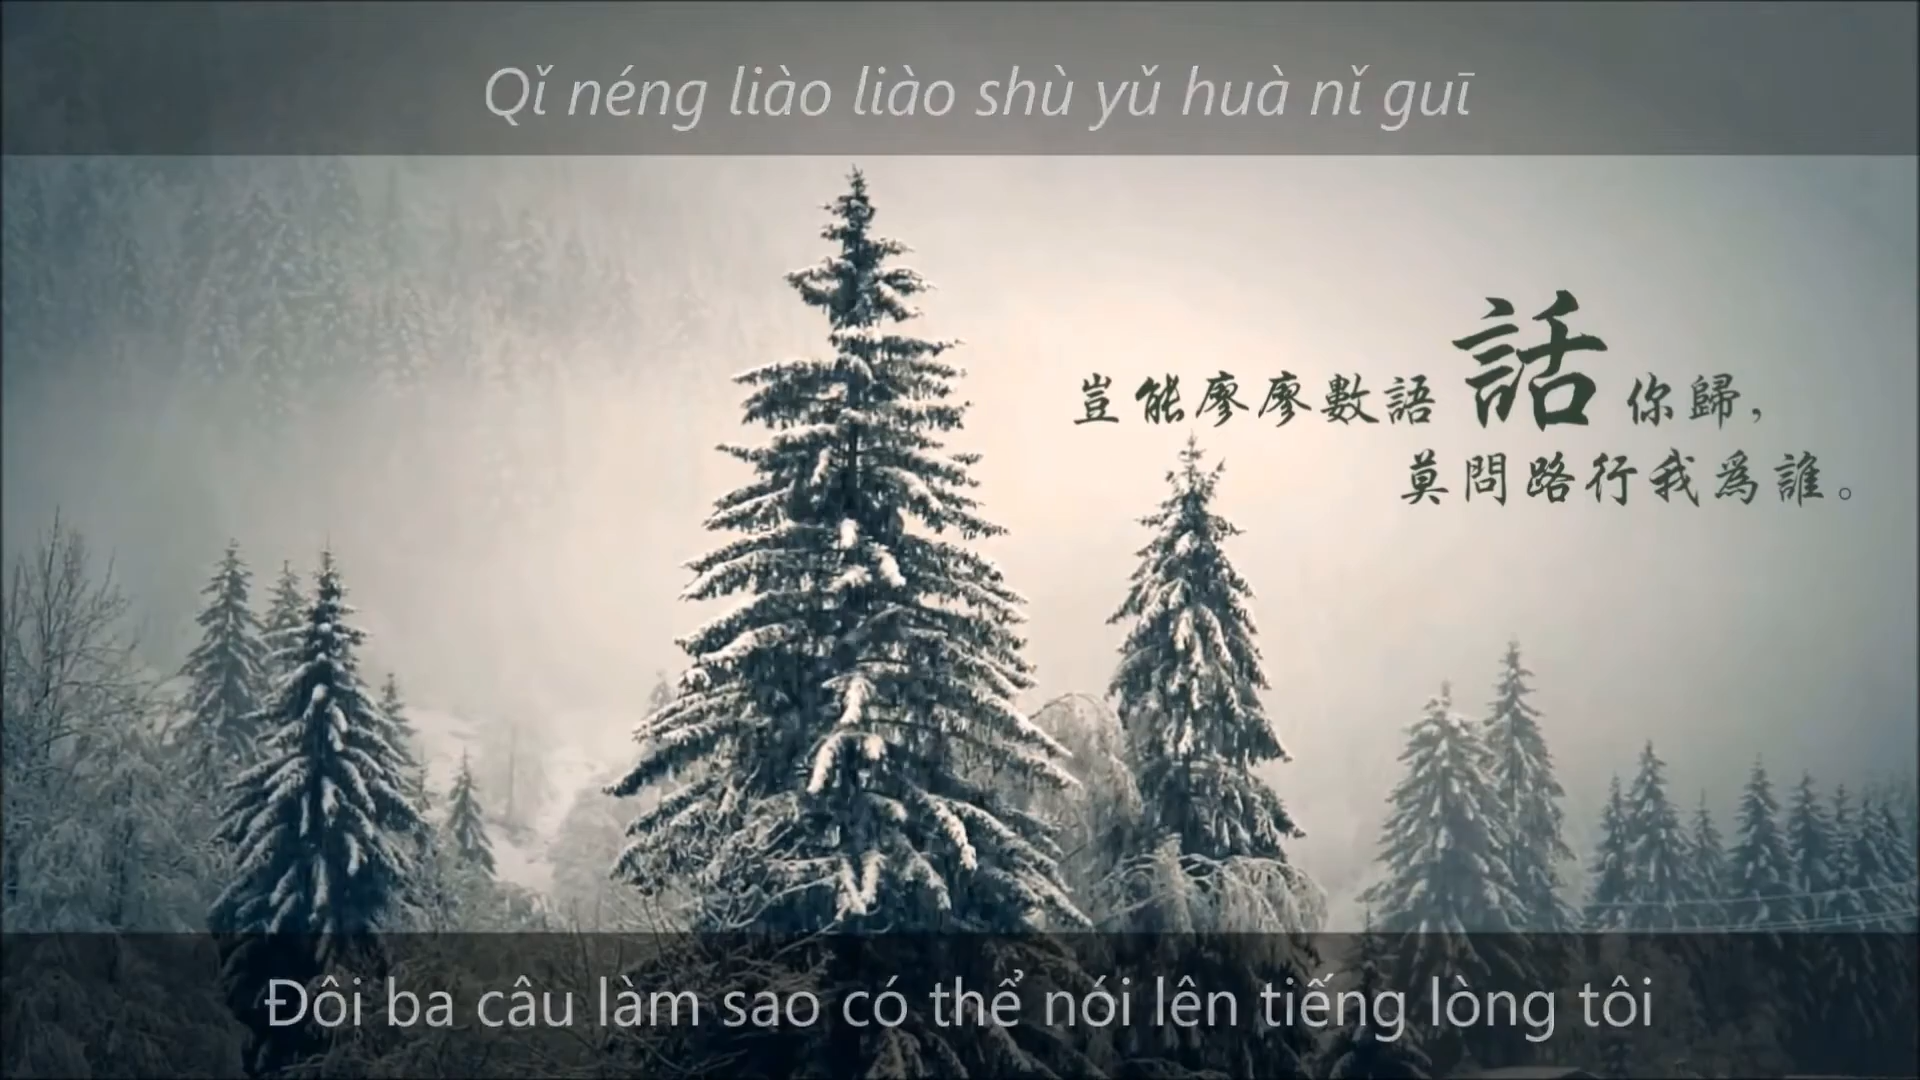 Qǐ néng liào liào shù yǔ huà nǐ guī
豈能廖廖數語話你歸，
莫問路行我爲誰。
Đôi ba câu làm sao có thể nói lên tiếng lòng tôi